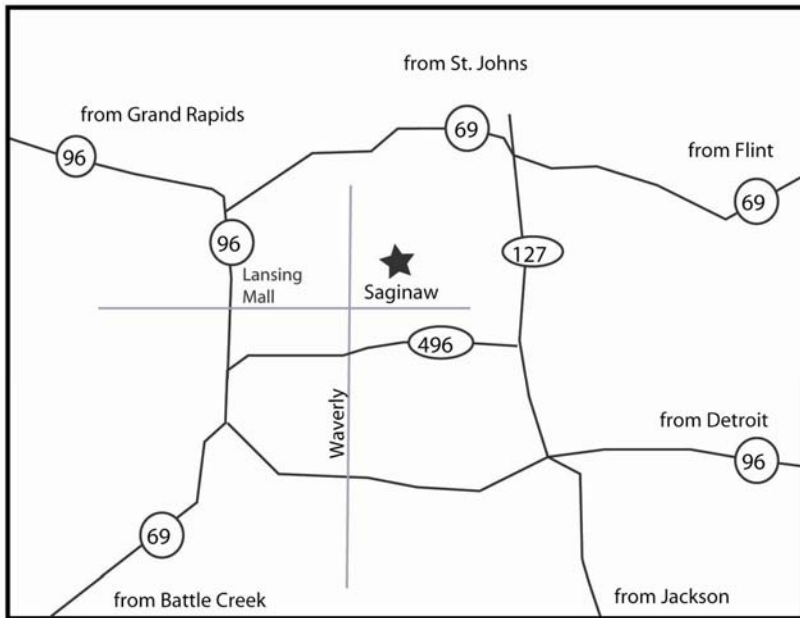 from St. Johns
from Grand Rapids
69
from Flint
96
69
96
127
Lansing
Mall
Saginaw
496
Waverly
from Detroit
96
69
from Battle Creek
from Jackson